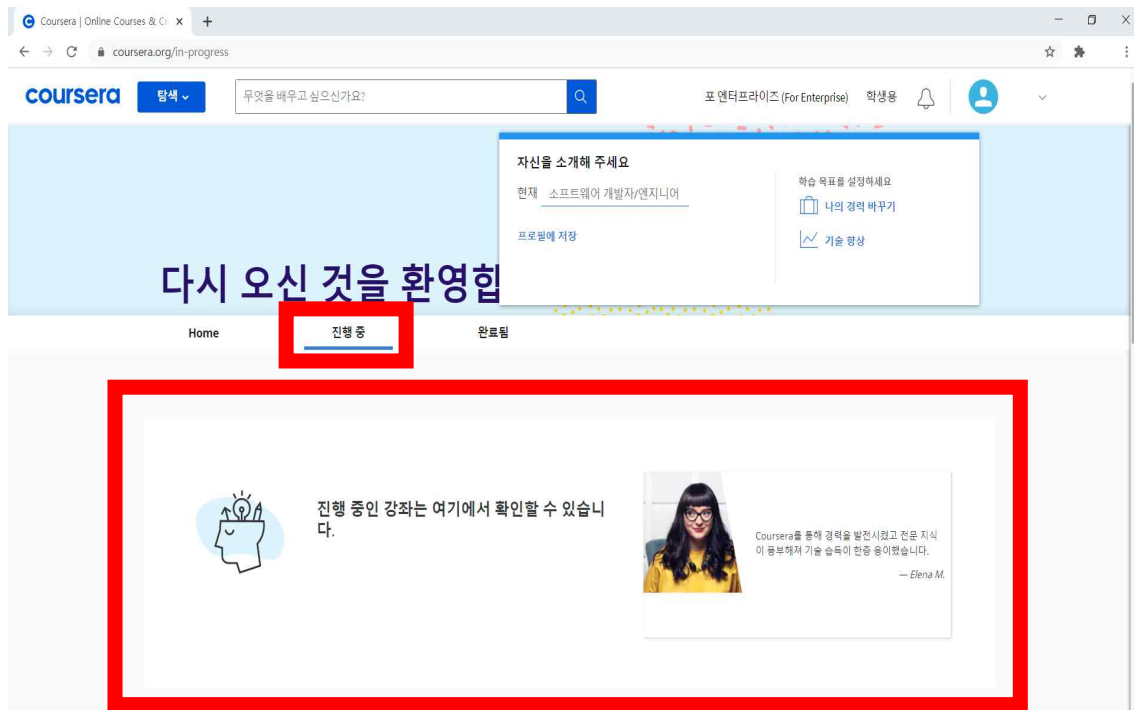 Coursera | Online Courses & Cr
coursera.org/in-progress
coursera
탐색
무엇을 배우고 싶으신가요?
포 엔터프라이즈 (For Enterprise) 학생용
자신을 소개해 주세요
현재 소프트웨어 개발자/엔지니어
프로필에 저장
학습 목표를 설정하세요
나의 경력 바꾸기
기술 향상
다시 오신 것을 환영합
Home 진행 중 완료됨
진행 중인 강좌는 여기에서 확인할 수 있습니
다.
Coursera를 통해 경력을 발전시켰고 전문 지식
이 풍부해져 기술 습득이 한층 용이했습니다.
— Elena M.